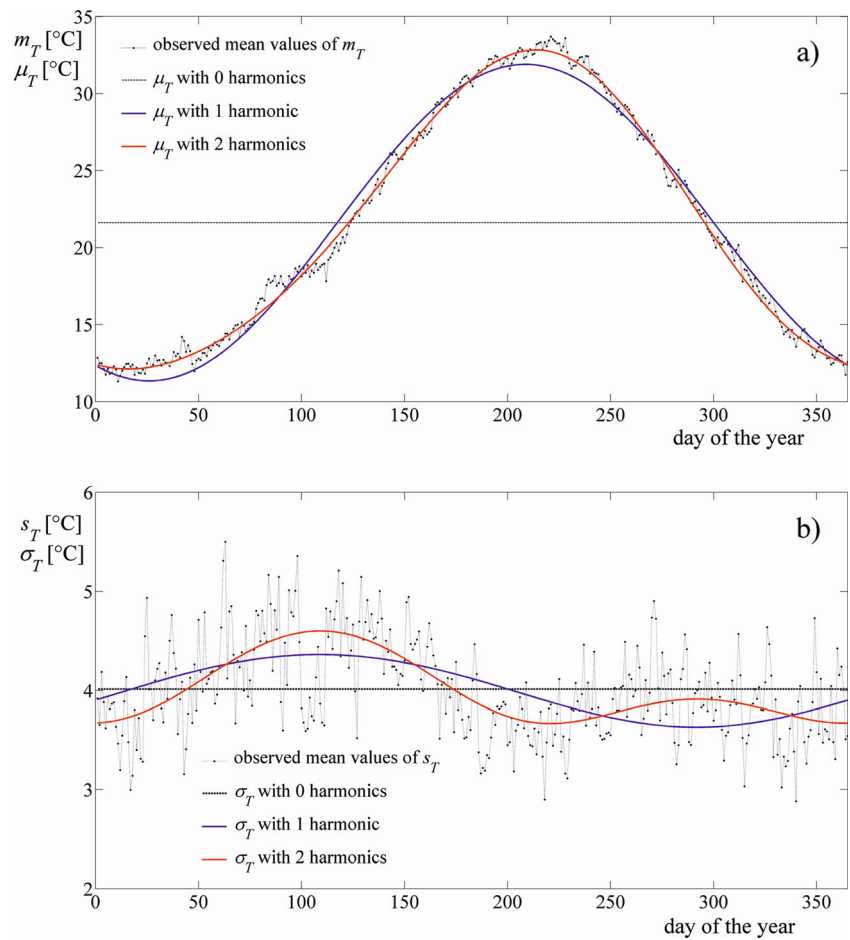 35
m_T [°C]
μ_T [°C]
30
25
20
15
10
observed mean values of m_T
μ_T with 0 harmonics
μ_T with 1 harmonic
μ_T with 2 harmonics
a)
0 50 100 150 200 250 300 350
day of the year
6
s_T [°C]
σ_T [°C]
5
4
3
2
b)
observed mean values of s_T
σ_T with 0 harmonics
σ_T with 1 harmonic
σ_T with 2 harmonics
0 50 100 150 200 250 300 350
day of the year